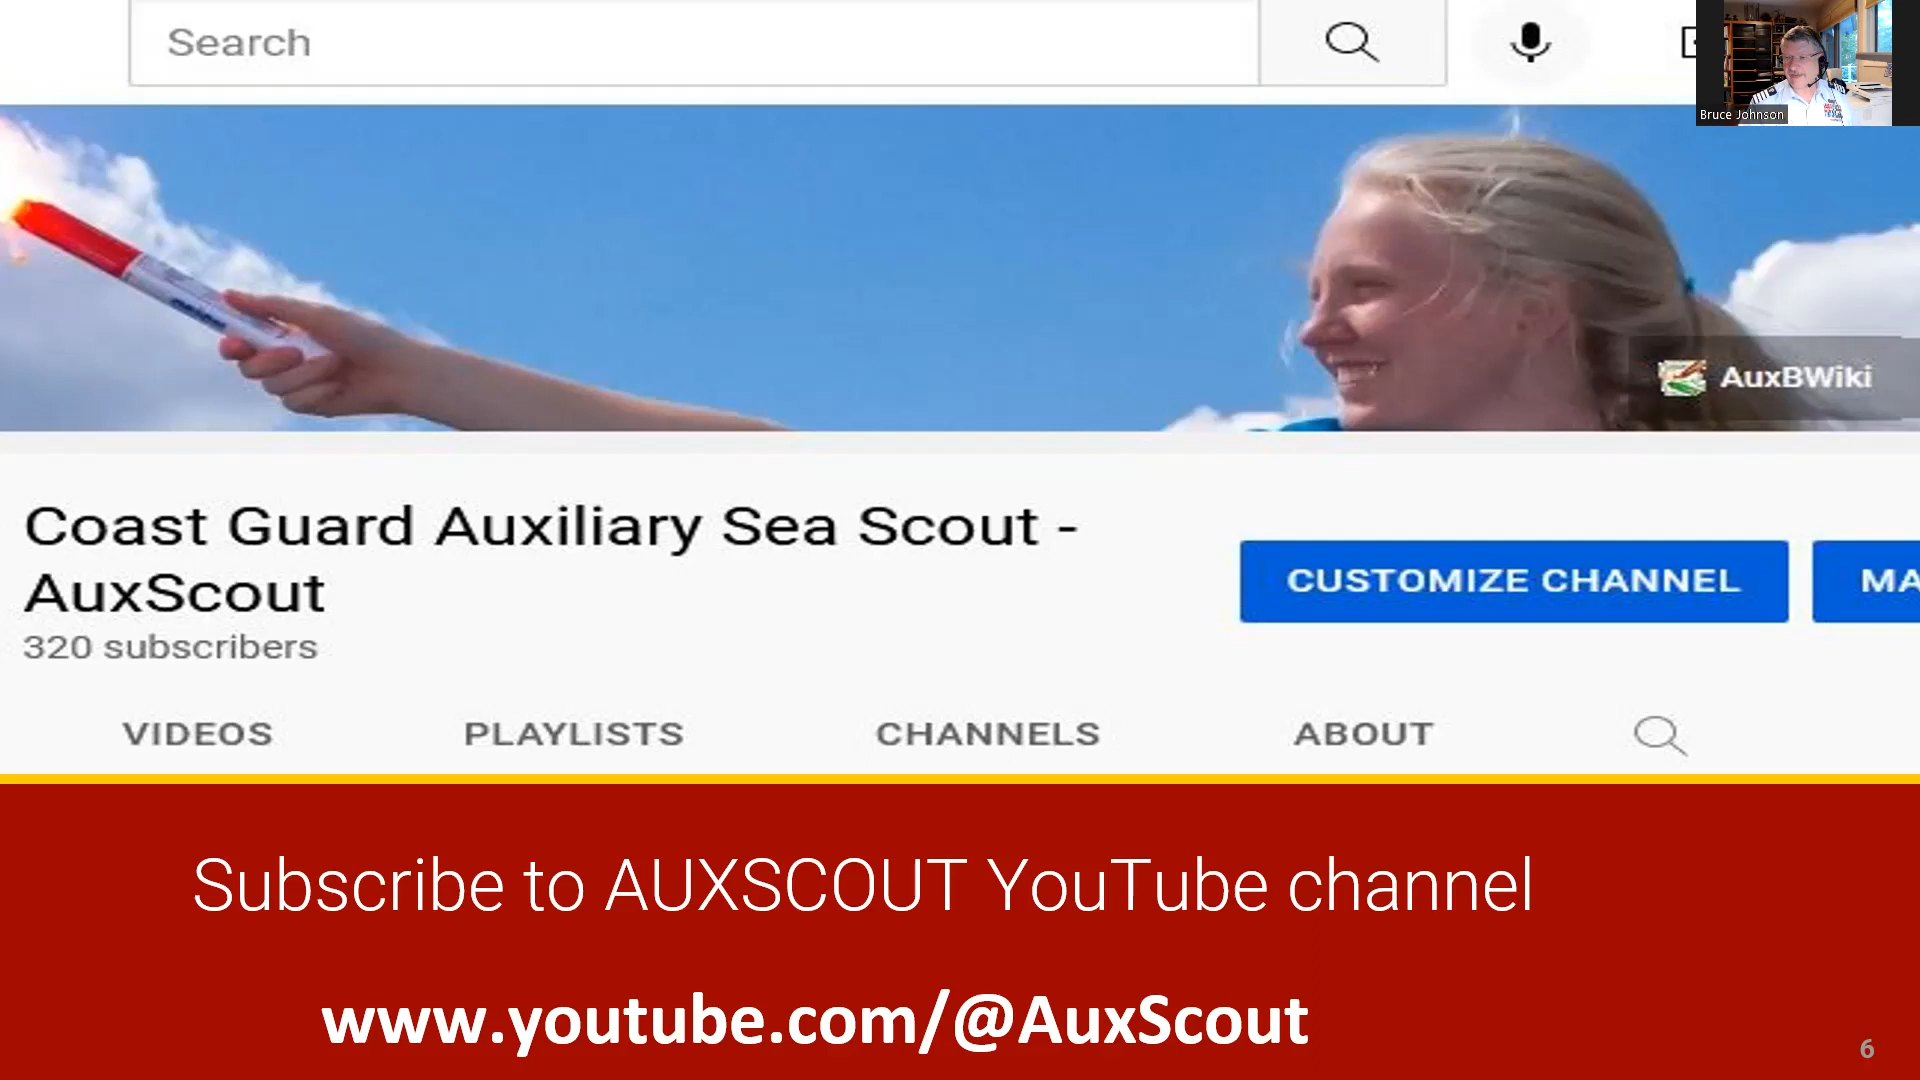 Search
Bruce Johnson
AuxBWiki
Coast Guard Auxiliary Sea Scout -
AuxScout
320 subscribers
CUSTOMIZE CHANNEL
MA
VIDEOS
PLAYLISTS
CHANNELS
ABOUT
Subscribe to AUXSCOUT YouTube channel
www.youtube.com/@AuxScout
6